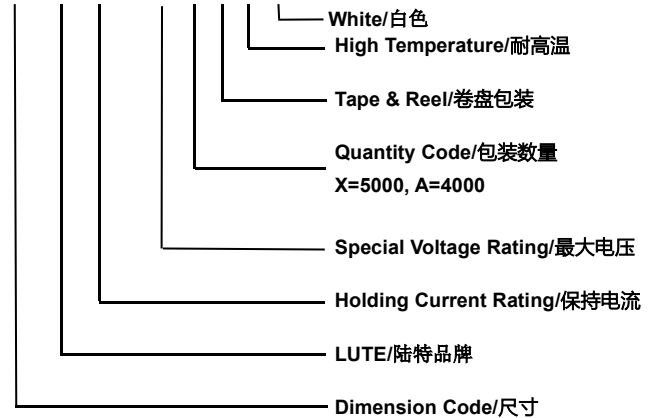 White/白色
High Temperature/耐高温
Tape & Reel/卷盘包装
Quantity Code/包装数量
X=5000, A=4000
Special Voltage Rating/最大电压
Holding Current Rating/保持电流
LUTE/陆特品牌
Dimension Code/尺寸